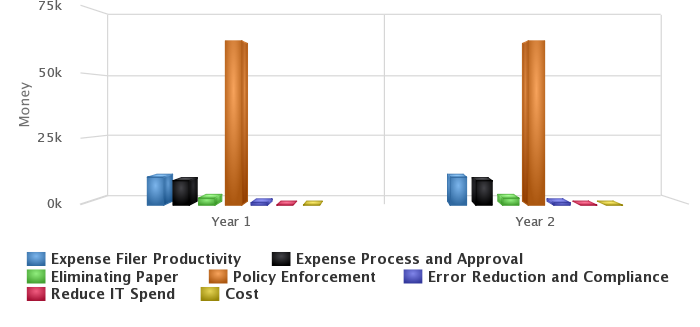 75k
50k
25k
0k
Money
Year 1 Year 2
Expense Filer Productivity Expense Process and Approval
Eliminating Paper Policy Enforcement Error Reduction and Compliance
Reduce IT Spend Cost